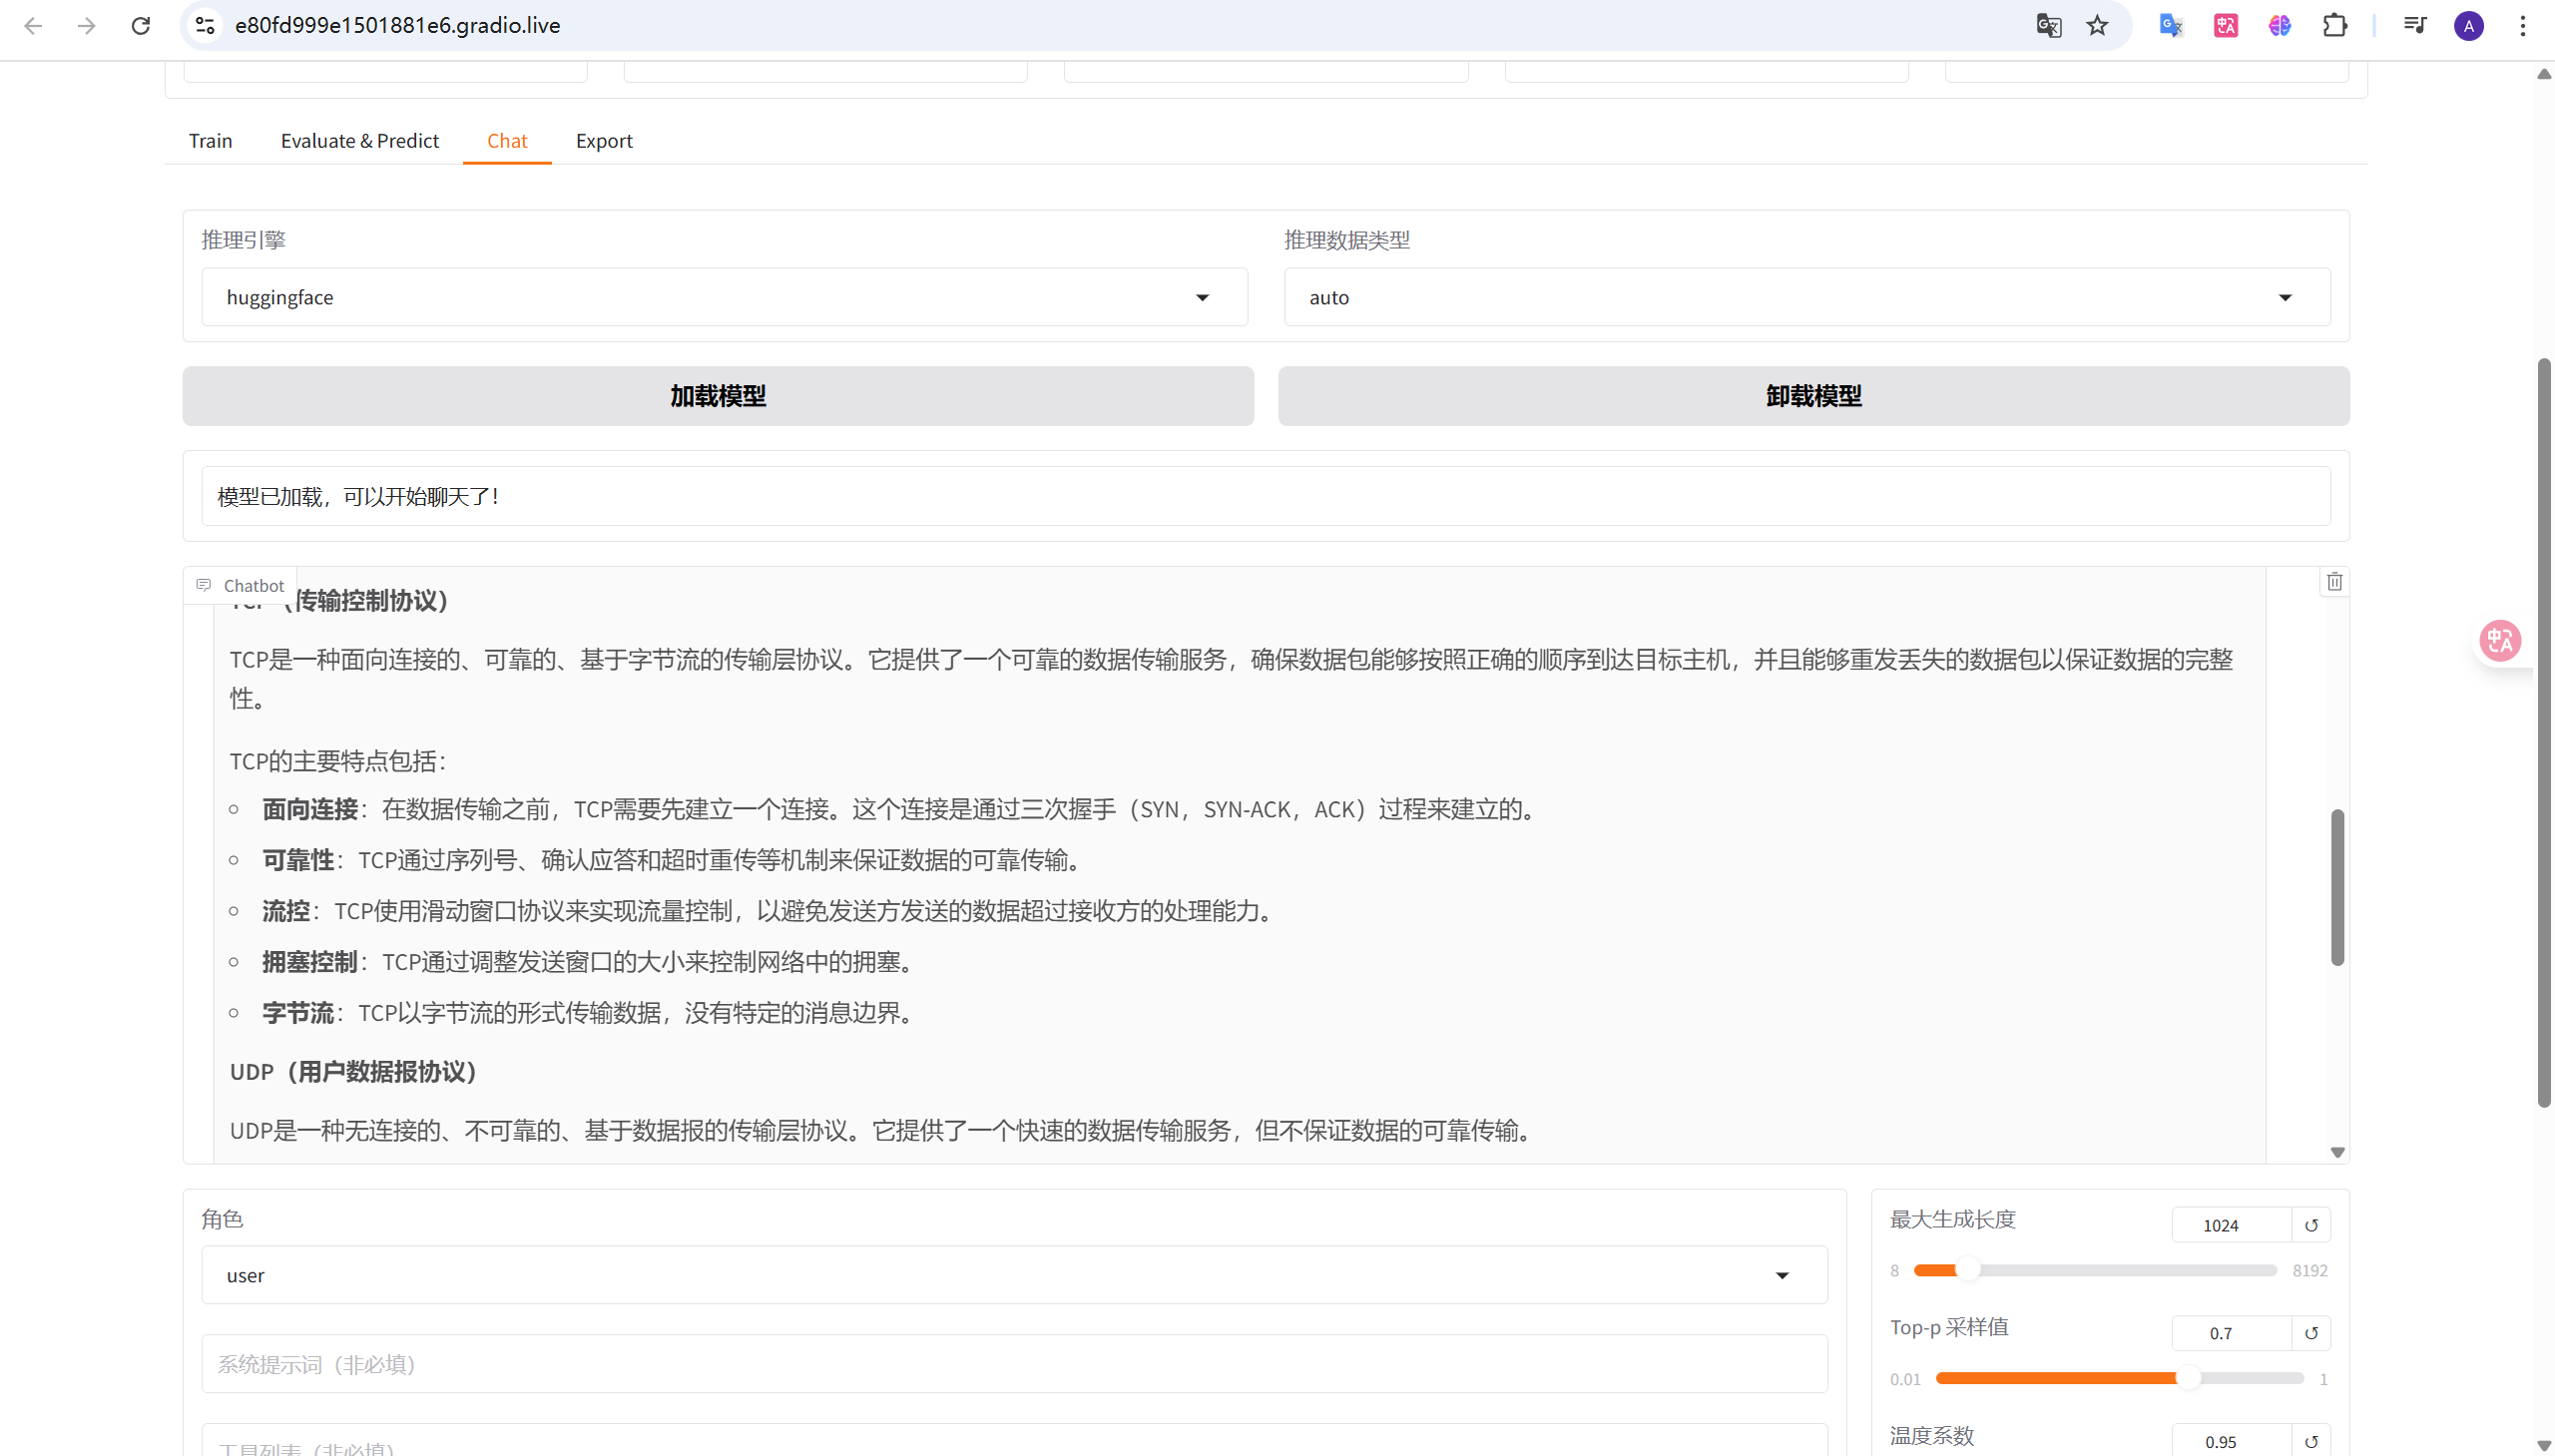 e80fd999e1501881e6.gradio.live
A
Train Evaluate & Predict Chat Export
推理引擎 推理数据类型
huggingface auto
加载模型 卸载模型
模型已加载，可以开始聊天了！
Chatbot
TCP（传输控制协议）
TCP是一种面向连接的、可靠的、基于字节流的传输层协议。它提供了一个可靠的数据传输服务，确保数据包能够按照正确的顺序到达目标主机，并且能够重发丢失的数据包以保证数据的完整
性。
TCP的主要特点包括：
面向连接：在数据传输之前，TCP需要先建立一个连接。这个连接是通过三次握手（SYN，SYN-ACK，ACK）过程来建立的。
可靠性：TCP通过序列号、确认应答和超时重传等机制来保证数据的可靠传输。
流控：TCP使用滑动窗口协议来实现流量控制，以避免发送方发送的数据超过接收方的处理能力。
拥塞控制：TCP通过调整发送窗口的大小来控制网络中的拥塞。
字节流：TCP以字节流的形式传输数据，没有特定的消息边界。
UDP（用户数据报协议）
UDP是一种无连接的、不可靠的、基于数据报的传输层协议。它提供了一个快速的数据传输服务，但不保证数据的可靠传输。
角色
user
系统提示词（非必填）
工具列表（非必填）
最大生成长度 1024
8 8192
Top-p 采样值 0.7
0.01 1
温度系数 0.95